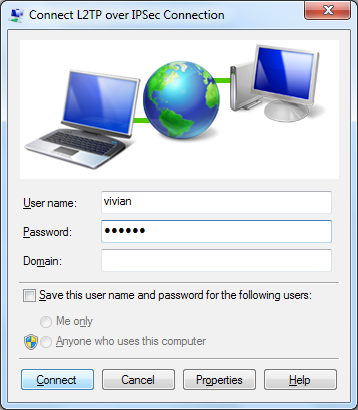 Connect L2TP over IPSec Connection
User name: vivian
Password: ••••••
Domain:
Save this user name and password for the following users:
Me only
Anyone who uses this computer
Connect Cancel Properties Help